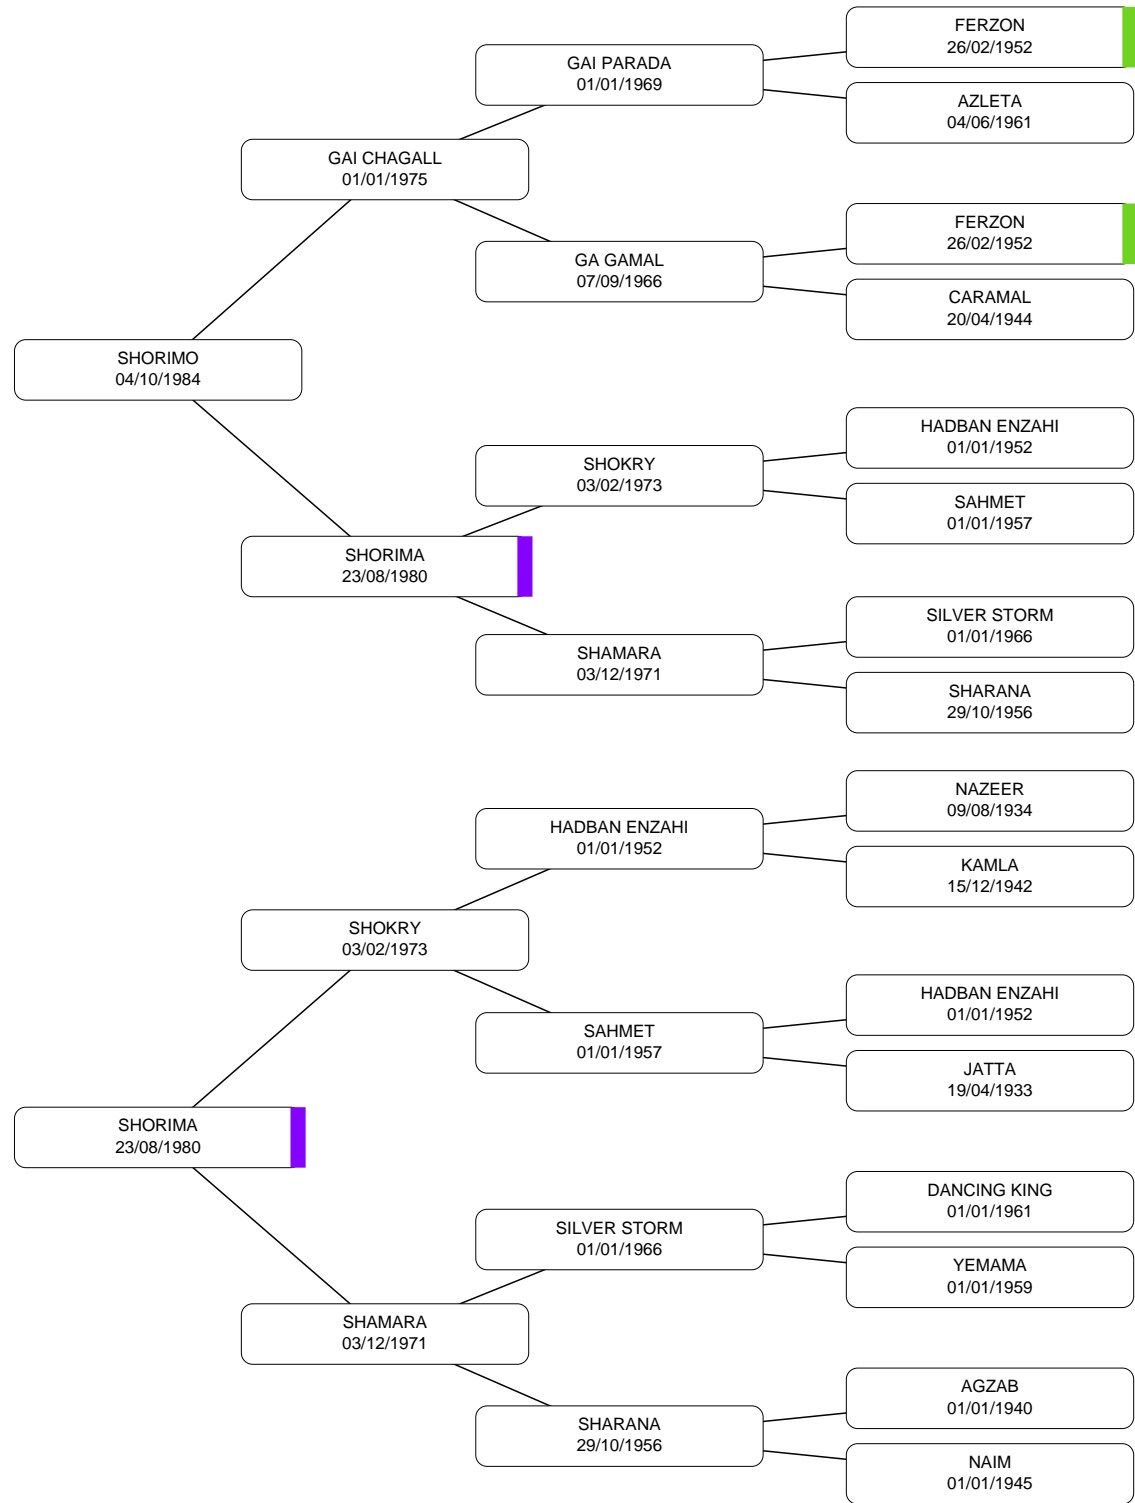 FERZON
26/02/1952
GAI PARADA
01/01/1969
AZLETA
04/06/1961
GAI CHAGALL
01/01/1975
FERZON
26/02/1952
GA GAMAL
07/09/1966
CARAMAL
20/04/1944
SHORIMO
04/10/1984
HADBAN ENZAHI
01/01/1952
SHOKRY
03/02/1973
SAHMET
01/01/1957
SHORIMA
23/08/1980
SILVER STORM
01/01/1966
SHAMARA
03/12/1971
SHARANA
29/10/1956
NAZEER
09/08/1934
HADBAN ENZAHI
01/01/1952
KAMLA
15/12/1942
SHOKRY
03/02/1973
HADBAN ENZAHI
01/01/1952
SAHMET
01/01/1957
JATTA
19/04/1933
SHORIMA
23/08/1980
DANCING KING
01/01/1961
SILVER STORM
01/01/1966
YEMAMA
01/01/1959
SHAMARA
03/12/1971
AGZAB
01/01/1940
SHARANA
29/10/1956
NAIM
01/01/1945